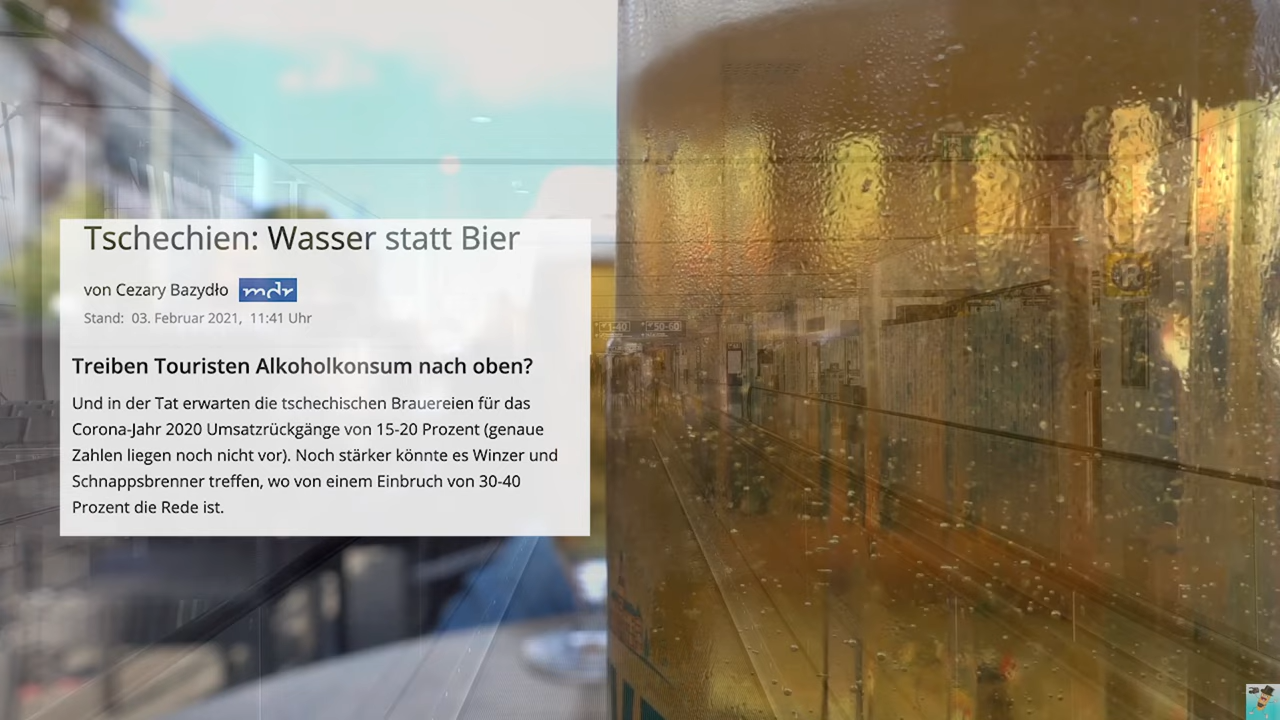 Tschechien: Wasser statt Bier
von Cezary Bazydło mdr
Stand: 03. Februar 2021, 11:41 Uhr
Treiben Touristen Alkoholkonsum nach oben?
Und in der Tat erwarten die tschechischen Brauereien für das
Corona-Jahr 2020 Umsatzrückgänge von 15-20 Prozent (genaue
Zahlen liegen noch nicht vor). Noch stärker könnte es Winzer und
Schnappsbrenner treffen, wo von einem Einbruch von 30-40
Prozent die Rede ist.